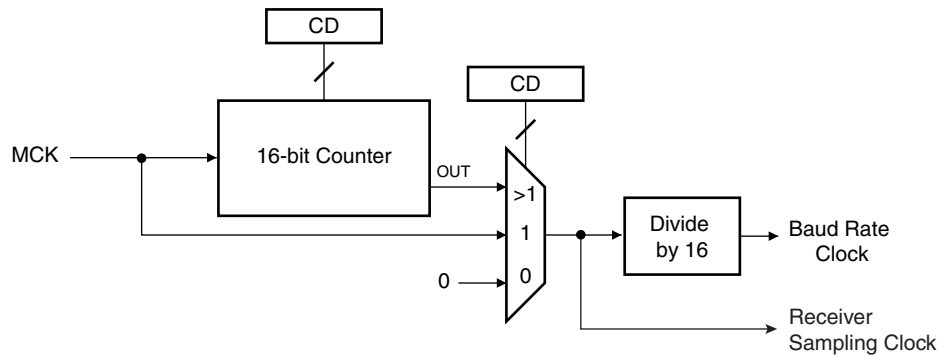 CD
CD
MCK
16-bit Counter
OUT
>1
1
0
0
Divide
by 16
Baud Rate
Clock
Receiver
Sampling Clock